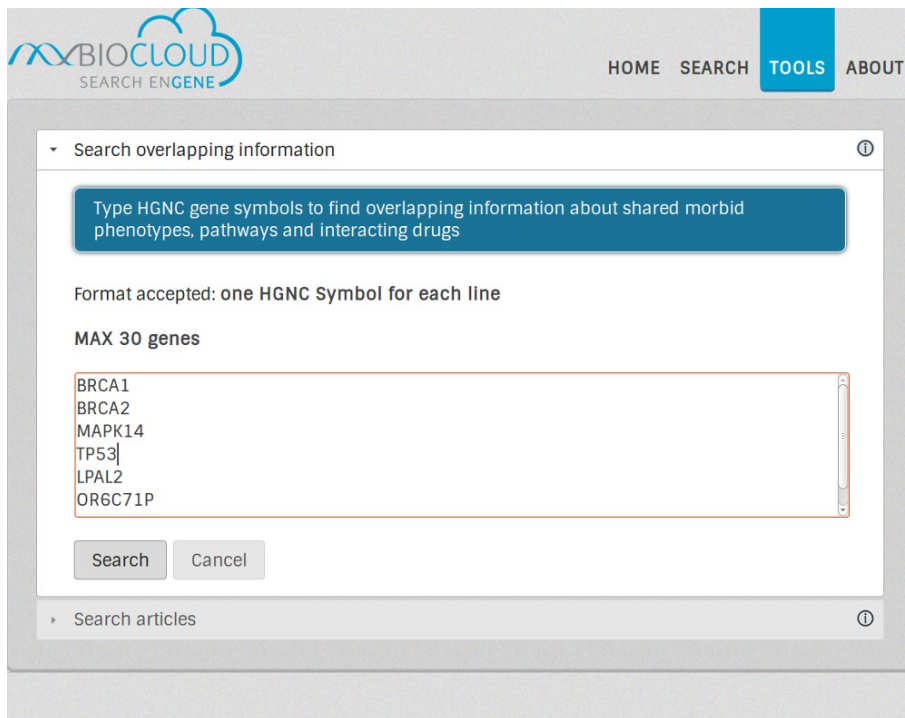 myBIOCLOUD
SEARCH ENGENE
HOME SEARCH TOOLS ABOUT
Search overlapping information
Type HGNC gene symbols to find overlapping information about shared morbid
phenotypes, pathways and interacting drugs
Format accepted: one HGNC Symbol for each line
MAX 30 genes
BRCA1
BRCA2
MAPK14
TP53
LPAL2
OR6C71P
Search Cancel
Search articles